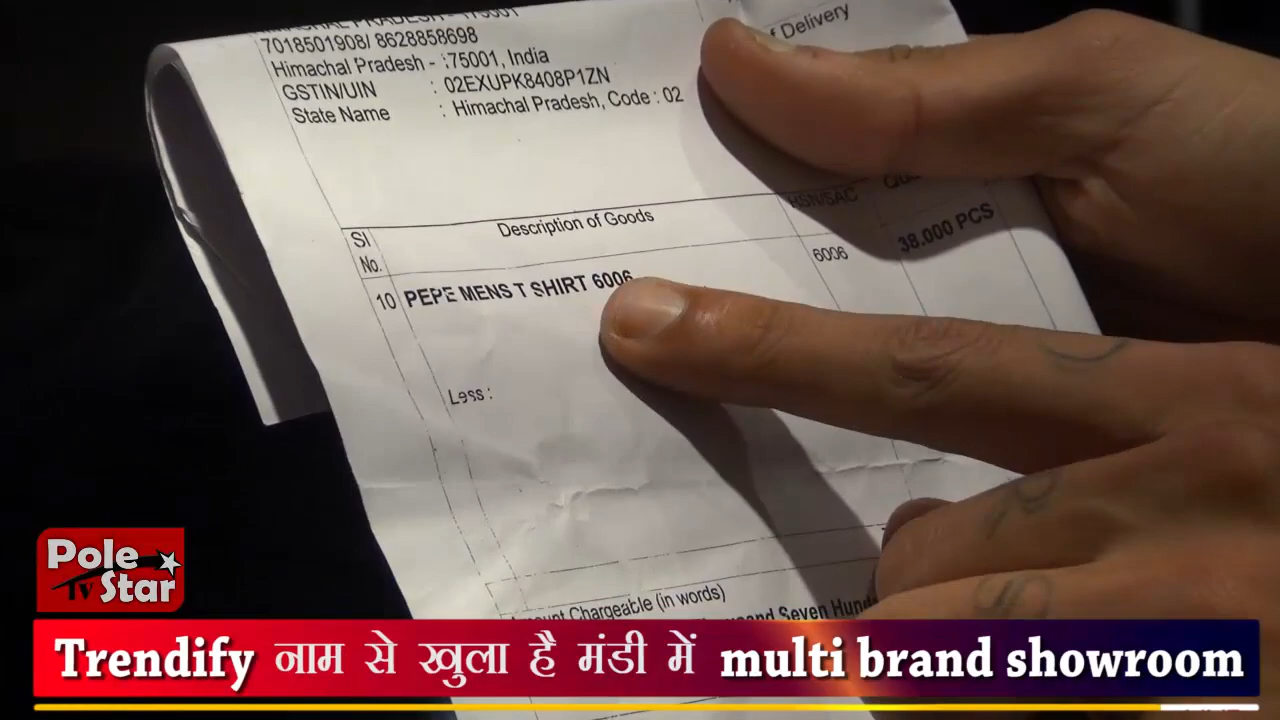 7018501908/ 8628858698
Himachal Pradesh - 175001, India
GSTIN/UIN : 02EXUPK8408P1ZN
State Name : Himachal Pradesh, Code : 02
of Delivery
Sl No.
Description of Goods
HSN/SAC
10 PEPE MENS T SHIRT 6006 6006 38.000 PCS
Less :
Amount Chargeable (in words)
Seven
Pole Star
TV
Trendify नाम से खुला है मंडी में multi brand showroom